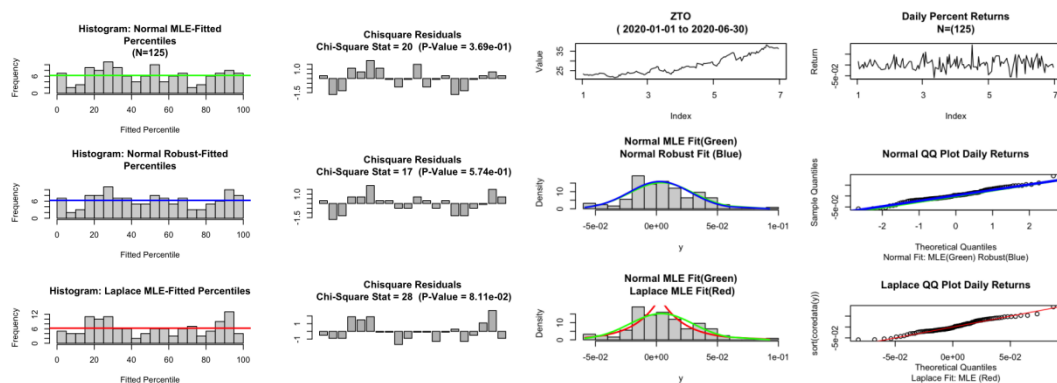 Histogram: Normal MLE-Fitted
Percentiles
(N=125)
Frequency
6
0
0 20 40 60 80 100
Fitted Percentile
Chisquare Residuals
Chi-Square Stat = 20 (P-Value = 3.69e-01)
1.0
-1.5
ZTO
( 2020-01-01 to 2020-06-30)
Value
35
25
1 3 5 7
Index
Daily Percent Returns
N=(125)
Return
-5e-02
1 3 5 7
Index
Histogram: Normal Robust-Fitted
Percentiles
Frequency
6
0
0 20 40 60 80 100
Fitted Percentile
Chisquare Residuals
Chi-Square Stat = 17 (P-Value = 5.74e-01)
1.0
-1.5
Normal MLE Fit(Green)
Normal Robust Fit (Blue)
Density
10
0
-5e-02 0e+00 5e-02 1e-01
y
Normal QQ Plot Daily Returns
Sample Quantiles
-5e-02
-2 -1 0 1 2
Theoretical Quantiles
Normal Fit: MLE(Green) Robust(Blue)
Histogram: Laplace MLE-Fitted Percentiles
Frequency
12
6
0
0 20 40 60 80 100
Fitted Percentile
Chisquare Residuals
Chi-Square Stat = 28 (P-Value = 8.11e-02)
1.0
-1.5
Normal MLE Fit(Green)
Laplace MLE Fit(Red)
Density
10
0
-5e-02 0e+00 5e-02 1e-01
y
Laplace QQ Plot Daily Returns
sort(coredata(y))
-5e-02
-5e-02 0e+00 5e-02
Theoretical Quantiles
Laplace Fit: MLE (Red)